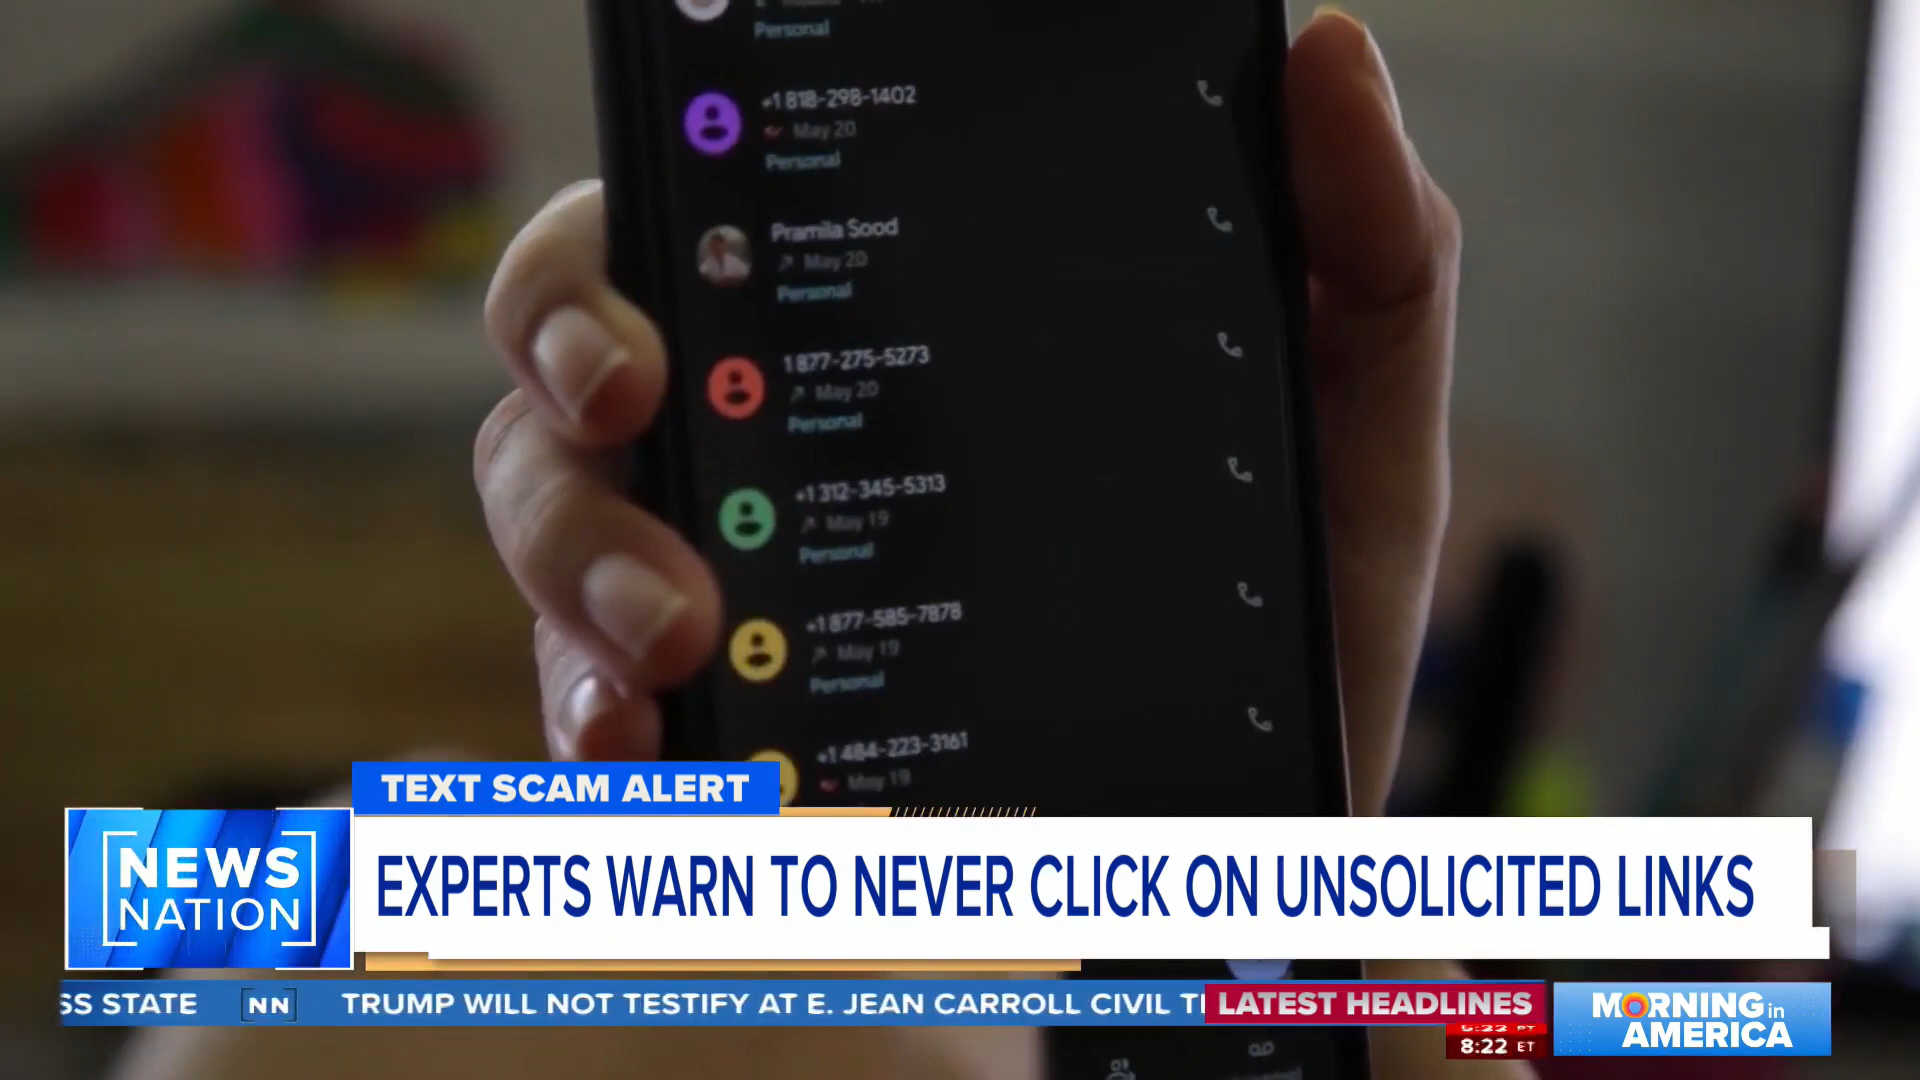 Personal
+1 818-298-1402
May 20
Personal
Pramila Sood
May 20
Personal
1 877-275-5273
May 20
Personal
+1 312-345-5313
May 19
Personal
+1 877-585-7878
May 19
Personal
+1 484-223-3161
May 19
TEXT SCAM ALERT
NEWS
NATION
EXPERTS WARN TO NEVER CLICK ON UNSOLICITED LINKS
SS STATE NN TRUMP WILL NOT TESTIFY AT E. JEAN CARROLL CIVIL
LATEST HEADLINES
8:22 ET
MORNING in
AMERICA